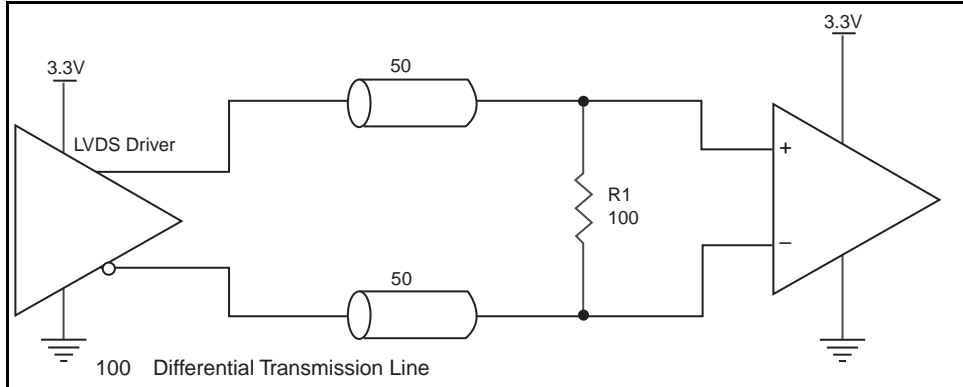 3.3V
3.3V
50
LVDS Driver
+
R1
100
–
50
100 Differential Transmission Line